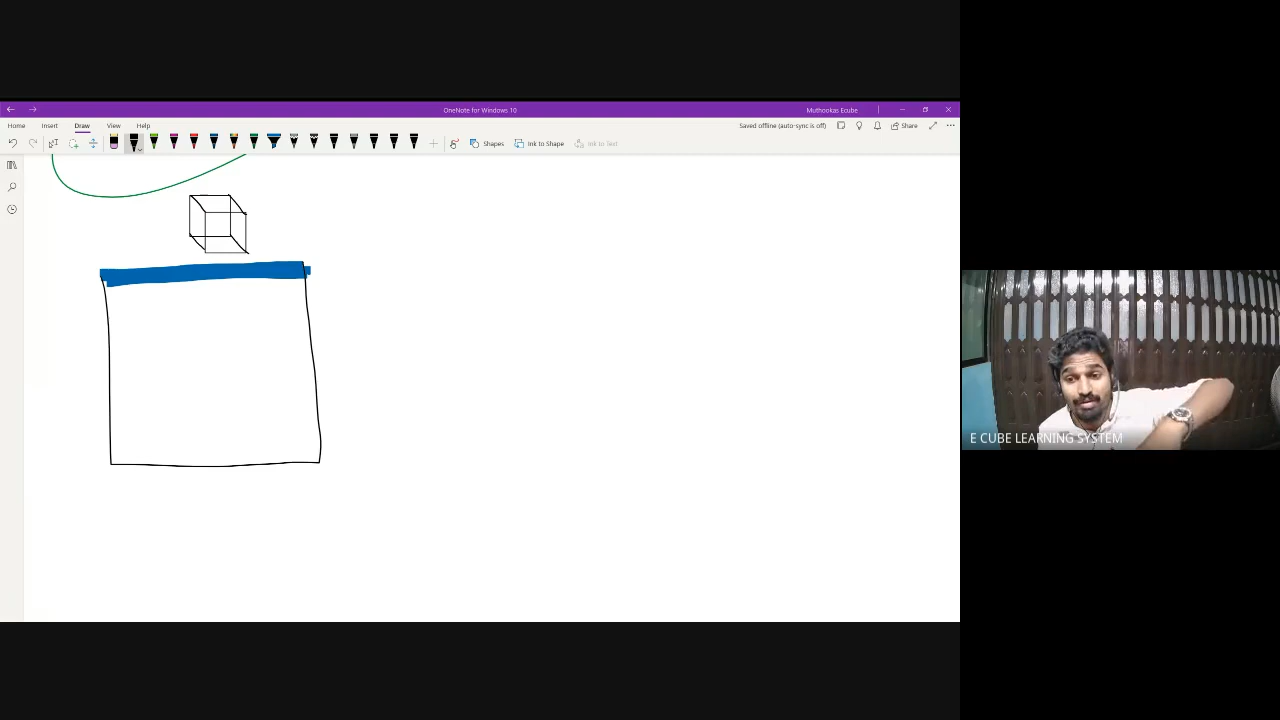 OneNote for Windows 10
Muthookas Ecube
Home Insert Draw View Help
Saved offline (auto-sync is off)
Share
Shapes
Ink to Shape
Ink to Text
E CUBE LEARNING SYSTEM